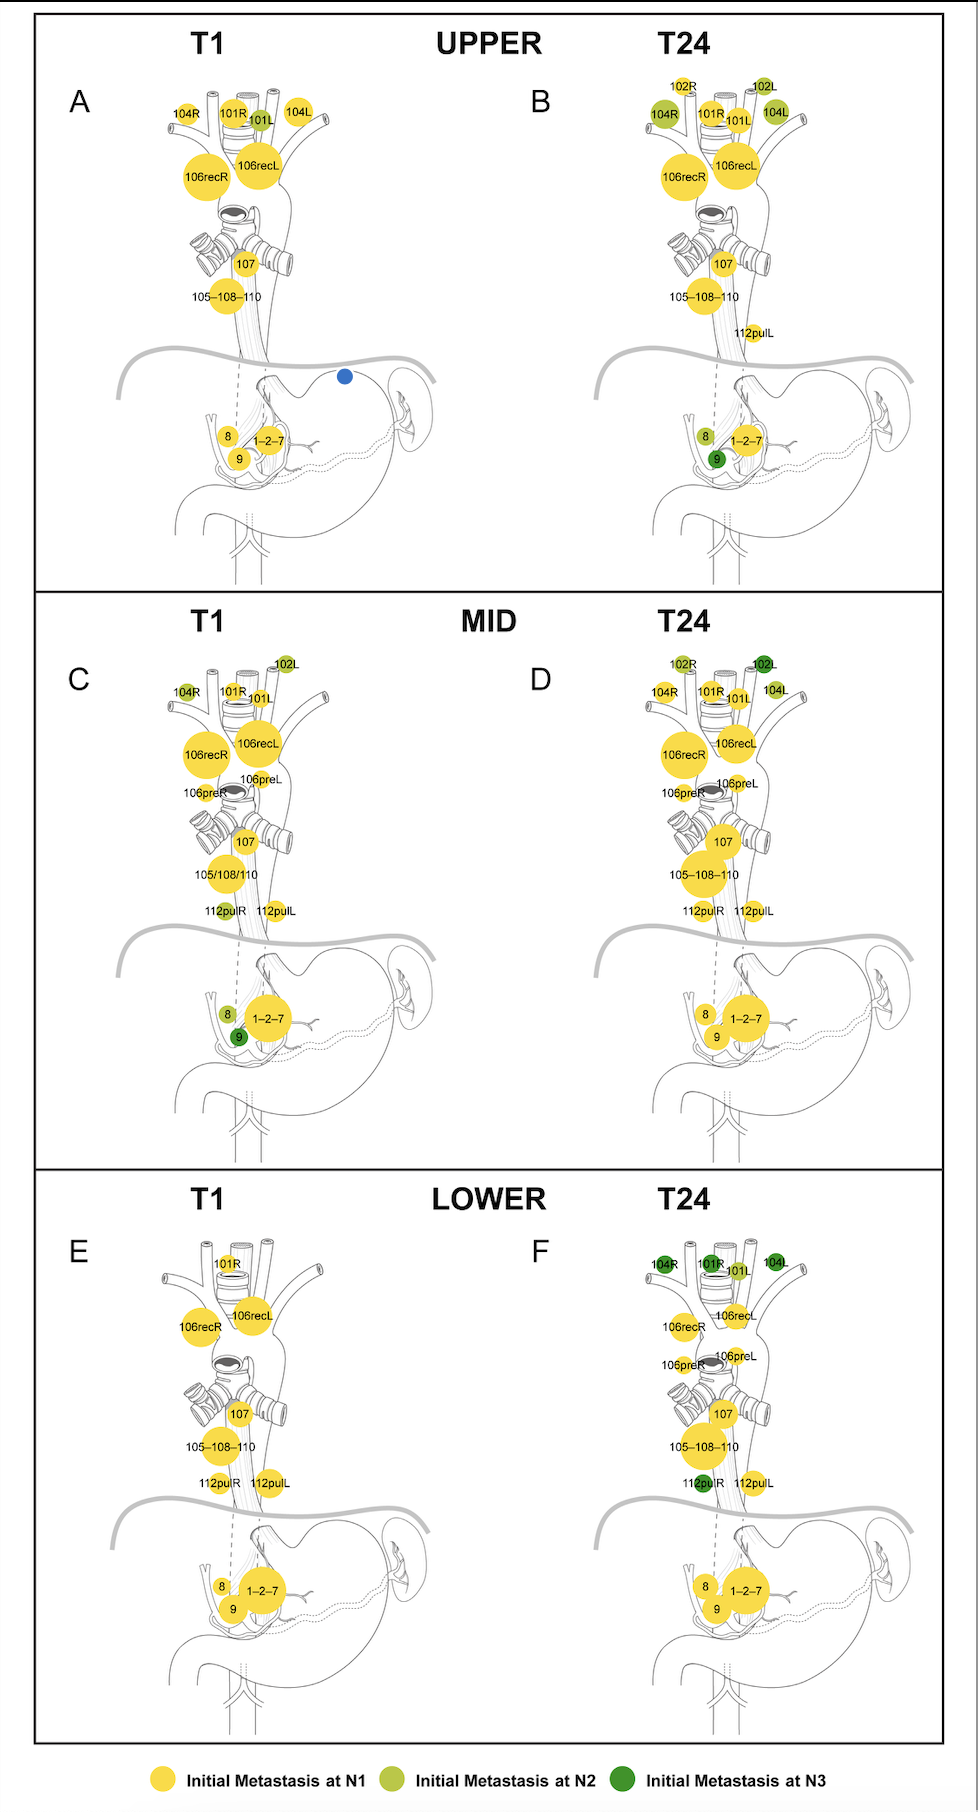 T1 UPPER T24
A B
102R 102L
104R 101R 101L 104L 104R 101R 101L 104L
106recR 106recL 106recR 106recL
107 107
105–108–110 105–108–110
112pulL
8 1–2–7 8 1–2–7
9 9
T1 MID T24
C D
102L 102R 102L
104R 101R 101L 104R 101R 101L 104L
106recR 106recL 106recR 106recL
106preR 106preL 106preR 106preL
107 107
105/108/110 105–108–110
112pulR 112pulL 112pulR 112pulL
8 1–2–7 8 1–2–7
9 9
T1 LOWER T24
E F
101R 104R 101R 101L 104L
106recR 106recL 106recR 106recL
106preR 106preL
107 107
105–108–110 105–108–110
112pulR 112pulL 112pulR 112pulL
8 1–2–7 8 1–2–7
9 9
Initial Metastasis at N1 Initial Metastasis at N2 Initial Metastasis at N3